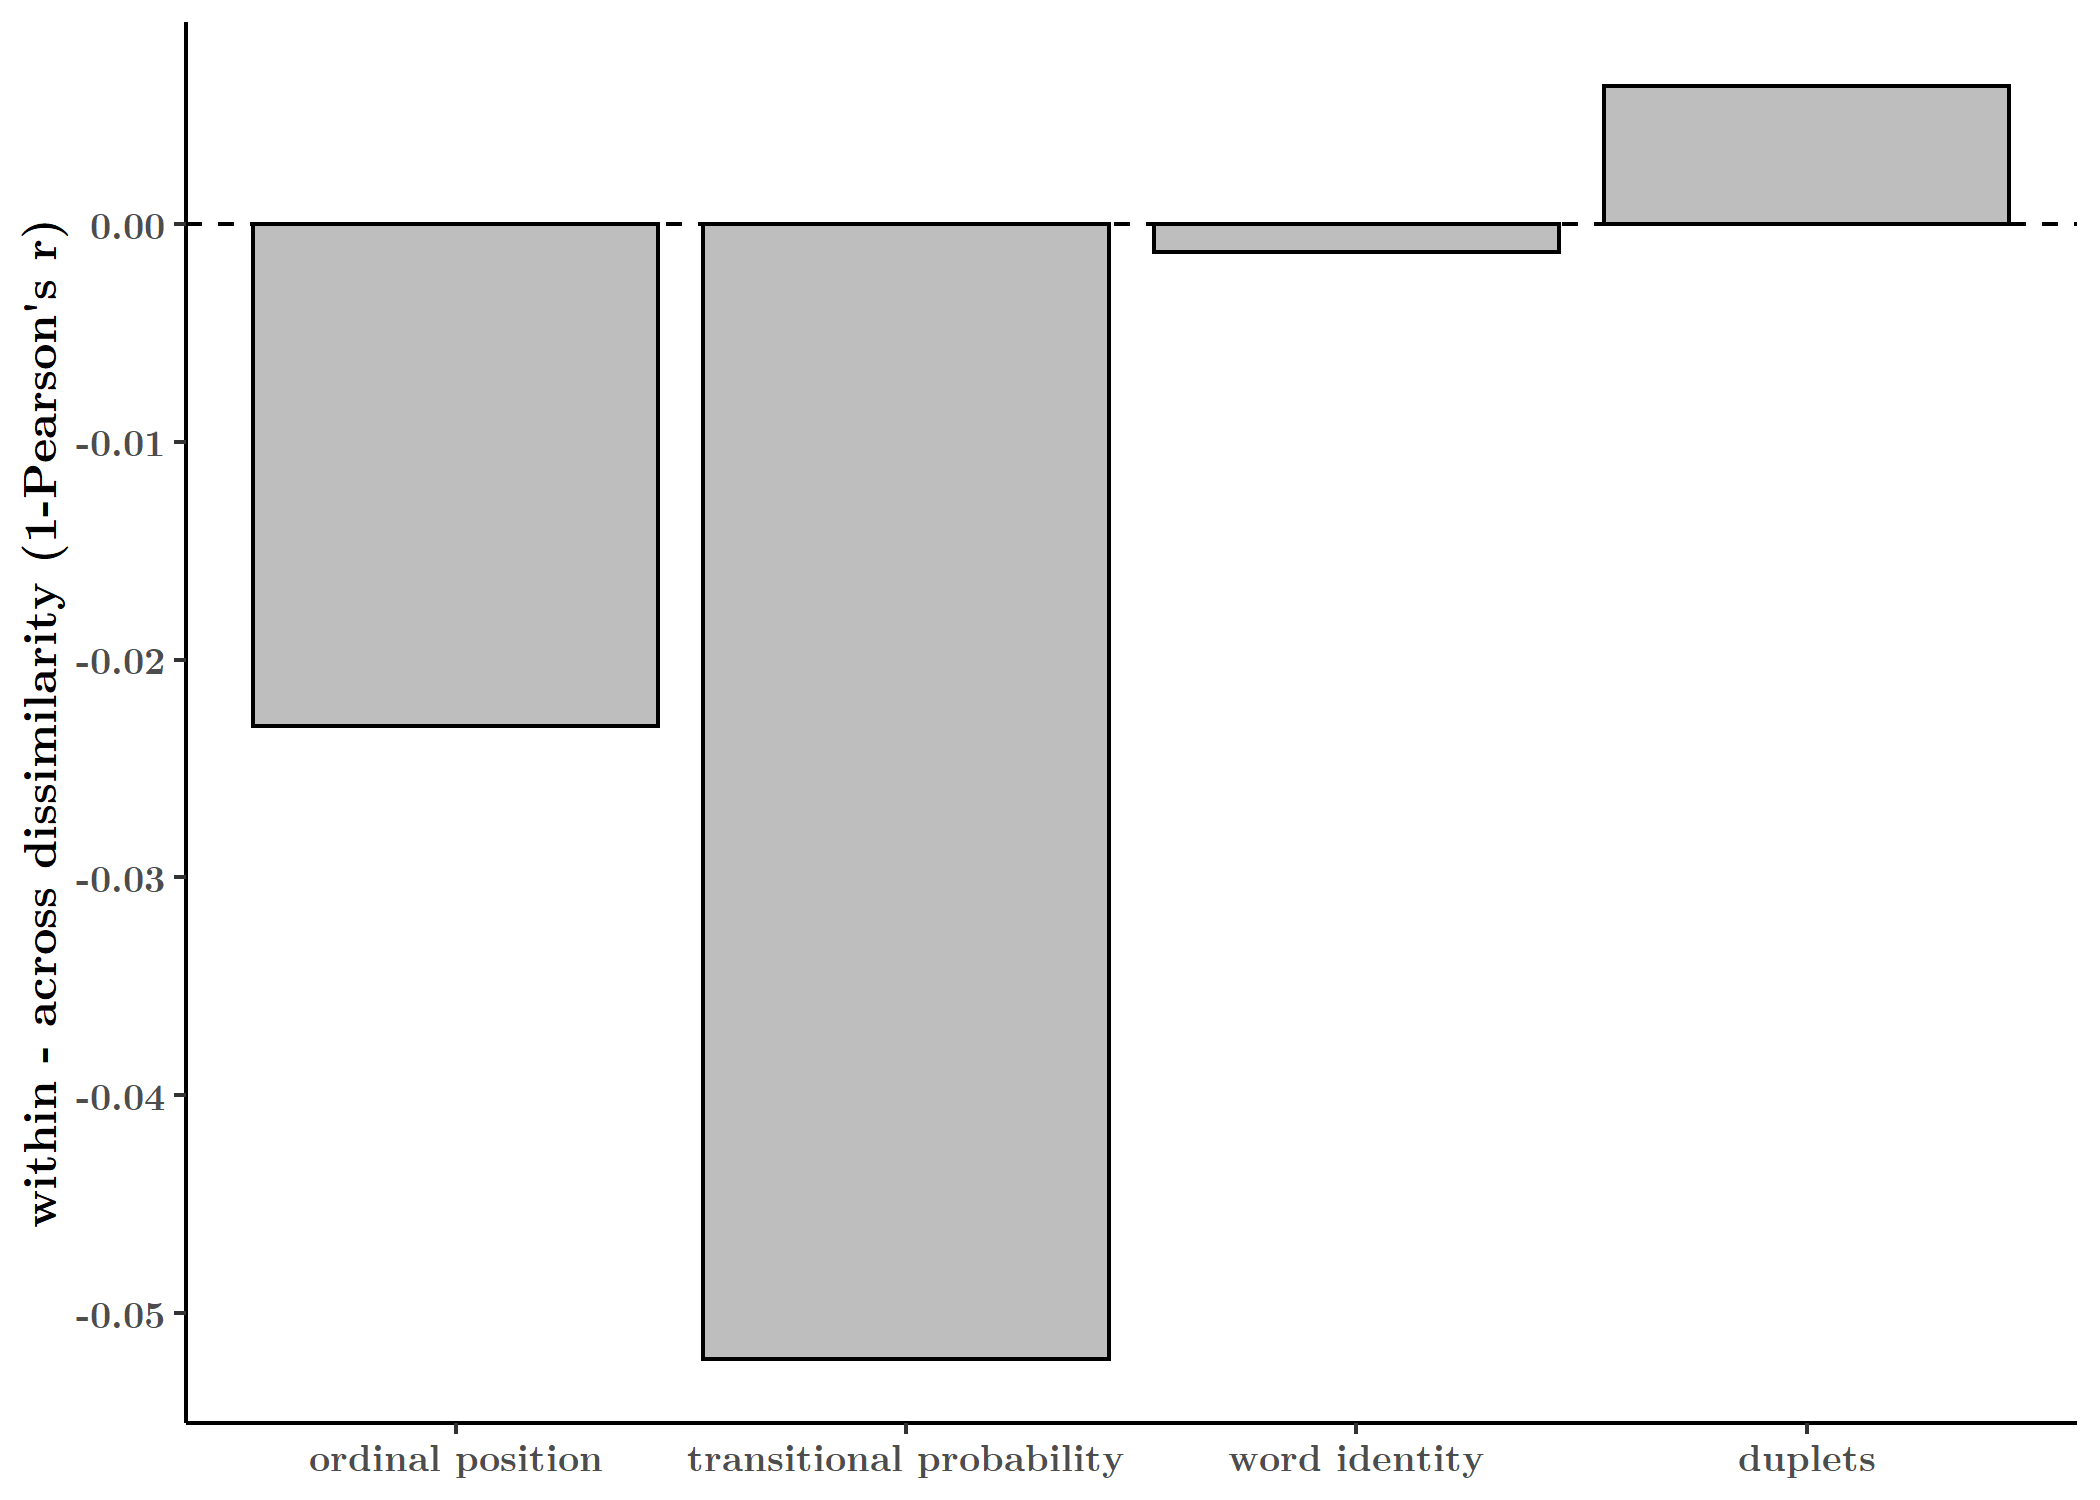 within - across dissimilarity (1-Pearson's r)
0.00
-0.01
-0.02
-0.03
-0.04
-0.05
ordinal position
transitional probability
word identity
duplets